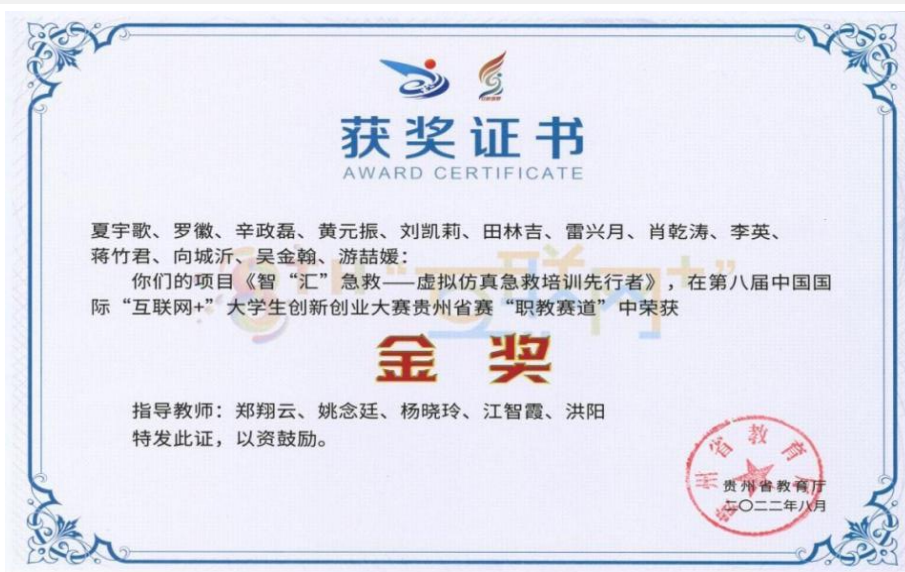 获奖证书
AWARD CERTIFICATE
夏宇歌、罗徽、辛政磊、黄元振、刘凯莉、田林吉、雷兴月、肖乾涛、李英、
蒋竹君、向城沂、吴金翰、游喆媛：
你们的项目《智“汇”急救——虚拟仿真急救培训先行者》，在第八届中国国
际“互联网+”大学生创新创业大赛贵州省赛“职教赛道”中荣获
金奖
指导教师：郑翔云、姚念廷、杨晓玲、江智霞、洪阳
特发此证，以资鼓励。
贵州省教育厅
贵州省教育厅
二〇二二年八月